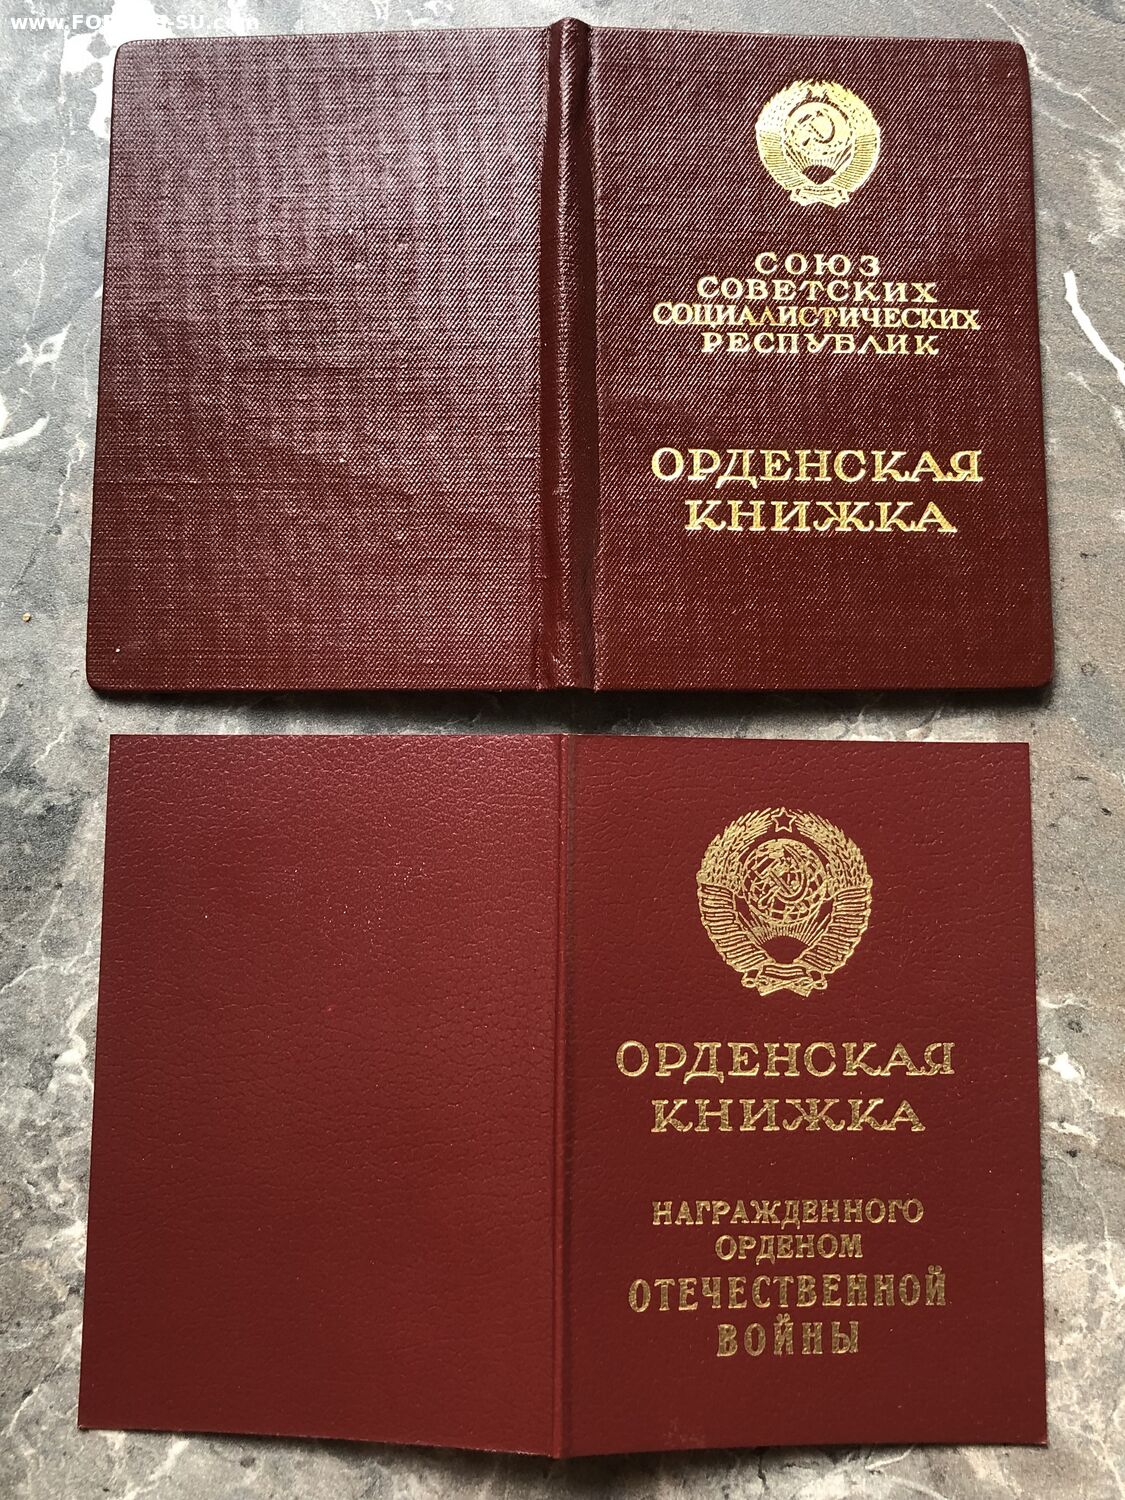 СОЮЗ
СОВЕТСКИХ
СОЦИАЛИСТИЧЕСКИХ
РЕСПУБЛИК
ОРДЕНСКАЯ
КНИЖКА
ОРДЕНСКАЯ
КНИЖКА
НАГРАЖДЕННОГО
ОРДЕНОМ
ОТЕЧЕСТВЕННОЙ
ВОЙНЫ